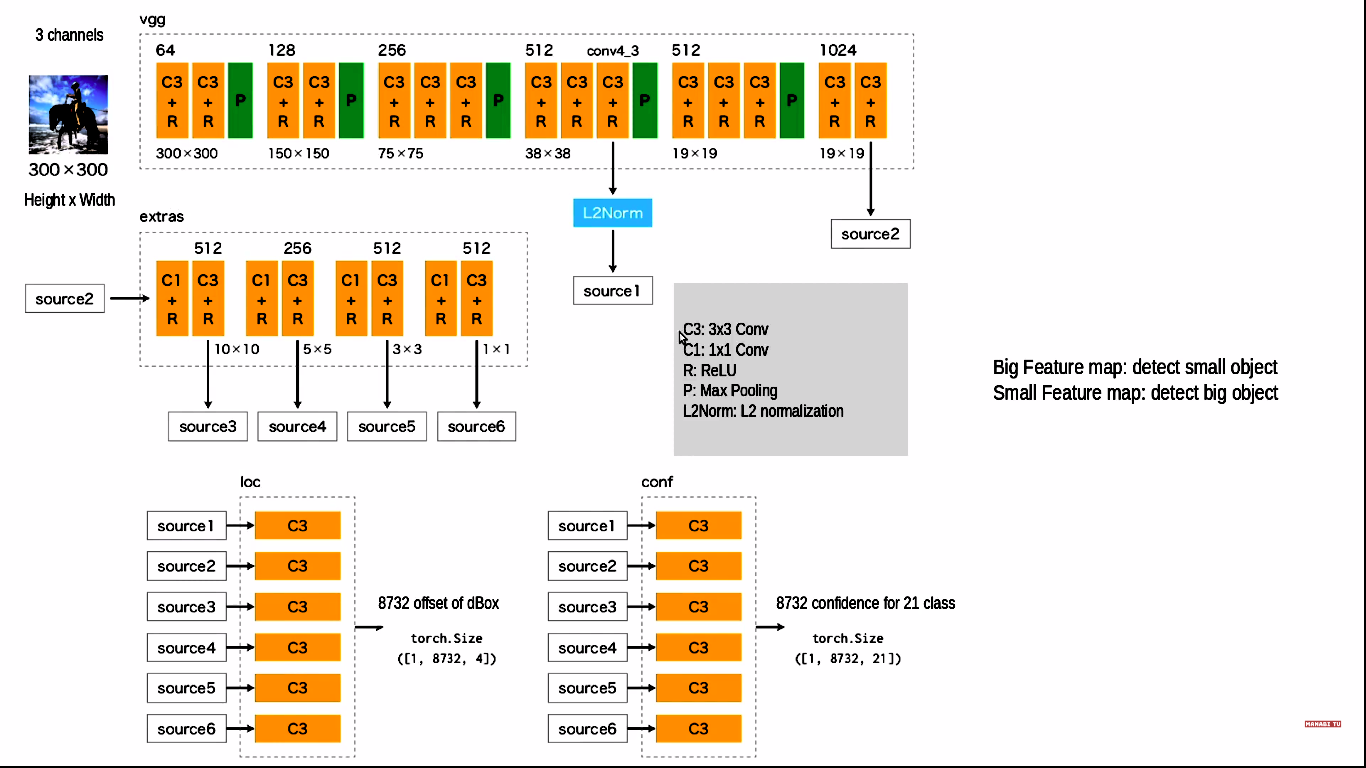 vgg
3 channels
64 128 256 512 conv4_3 512 1024
C3 + R C3 + R P C3 + R C3 + R P C3 + R C3 + R C3 + R P C3 + R C3 + R C3 + R P C3 + R C3 + R C3 + R P C3 + R C3 + R
300×300 150×150 75×75 38×38 19×19 19×19
300×300
Height x Width
L2Norm
source1
source2
extras
512 256 512 512
source2
C1 + R C3 + R C1 + R C3 + R C1 + R C3 + R C1 + R C3 + R
10×10 5×5 3×3 1×1
source3 source4 source5 source6
C3: 3x3 Conv
C1: 1x1 Conv
R: ReLU
P: Max Pooling
L2Norm: L2 normalization
Big Feature map: detect small object
Small Feature map: detect big object
loc
source1 C3
source2 C3
source3 C3
source4 C3
source5 C3
source6 C3
8732 offset of dBox
torch.Size
([1, 8732, 4])
conf
source1 C3
source2 C3
source3 C3
source4 C3
source5 C3
source6 C3
8732 confidence for 21 class
torch.Size
([1, 8732, 21])
MANABI TU